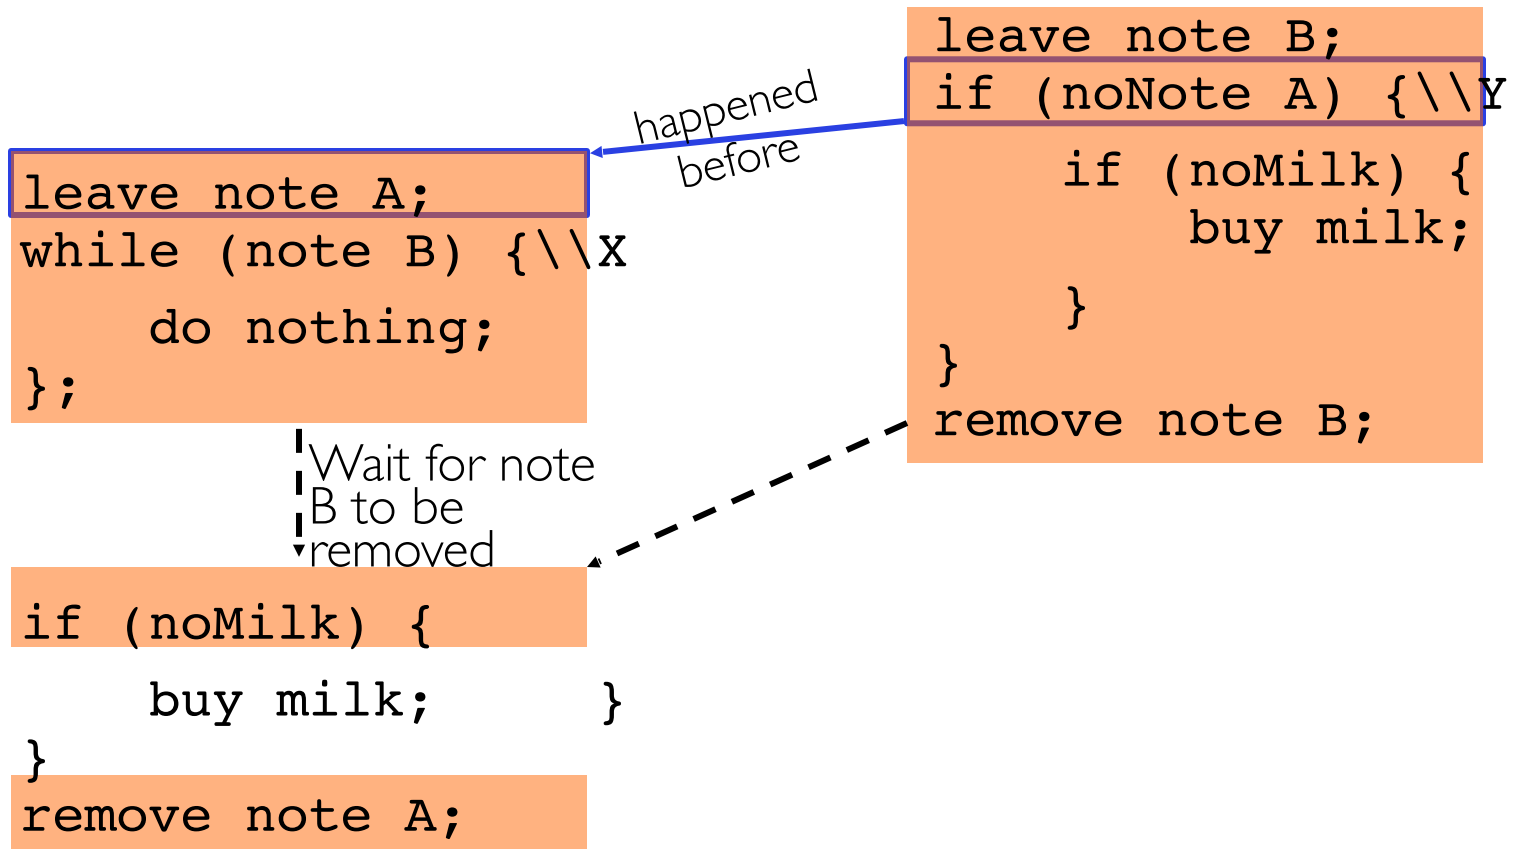 leave note A;
while (note B) {\\X
    do nothing;
};
Wait for note
B to be
removed
if (noMilk) {
    buy milk;     }
}
remove note A;
happened
before
leave note B;
if (noNote A) {\\Y
    if (noMilk) {
        buy milk;
    }
}
remove note B;